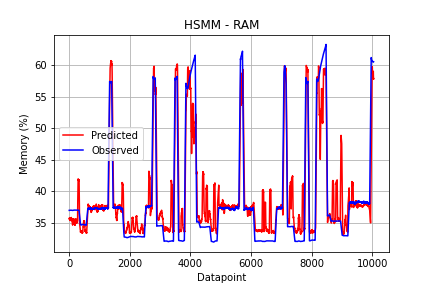 HSMM - RAM
Memory (%)
60
55
50
45
40
35
Predicted
Observed
0
2000
4000
6000
8000
10000
Datapoint